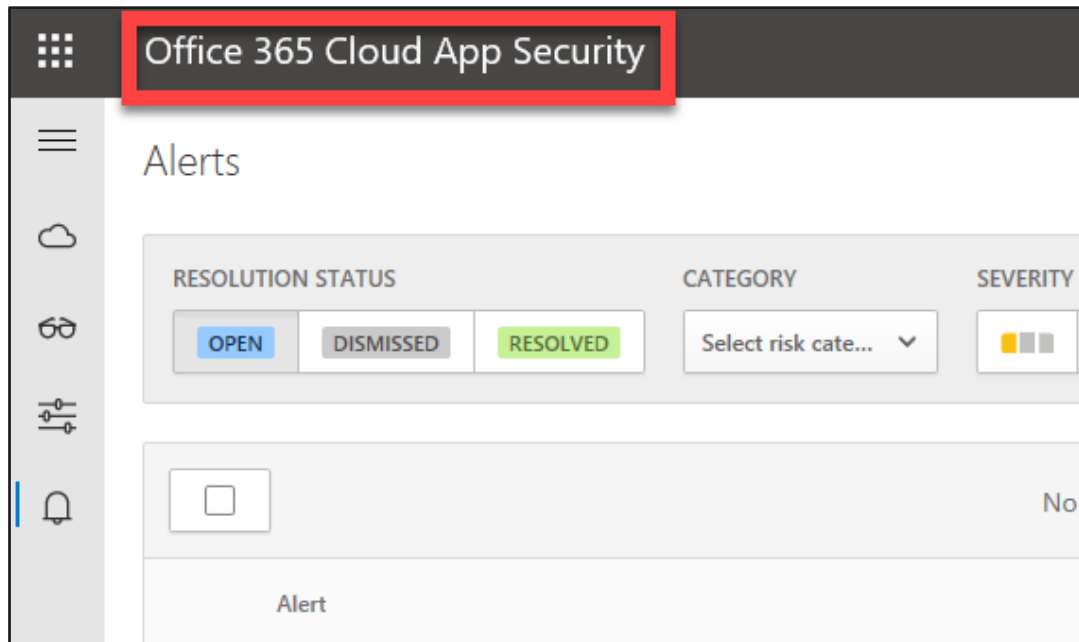 Office 365 Cloud App Security
Alerts
RESOLUTION STATUS CATEGORY SEVERITY
OPEN DISMISSED RESOLVED Select risk cate...
No
Alert